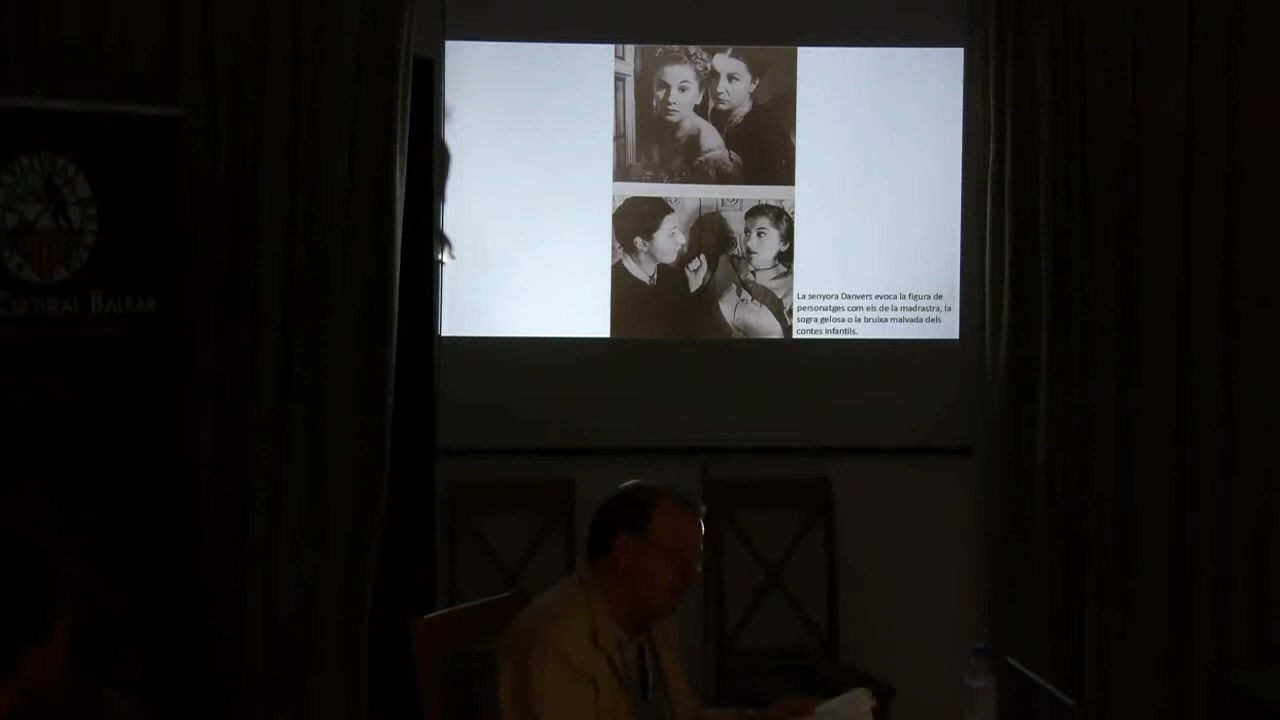 La senyora Danvers evoca la figura de
personatges com els de la madrastra, la
sogra gelosa o la bruixa malvada dels
contes infantils.
Cultural Balear